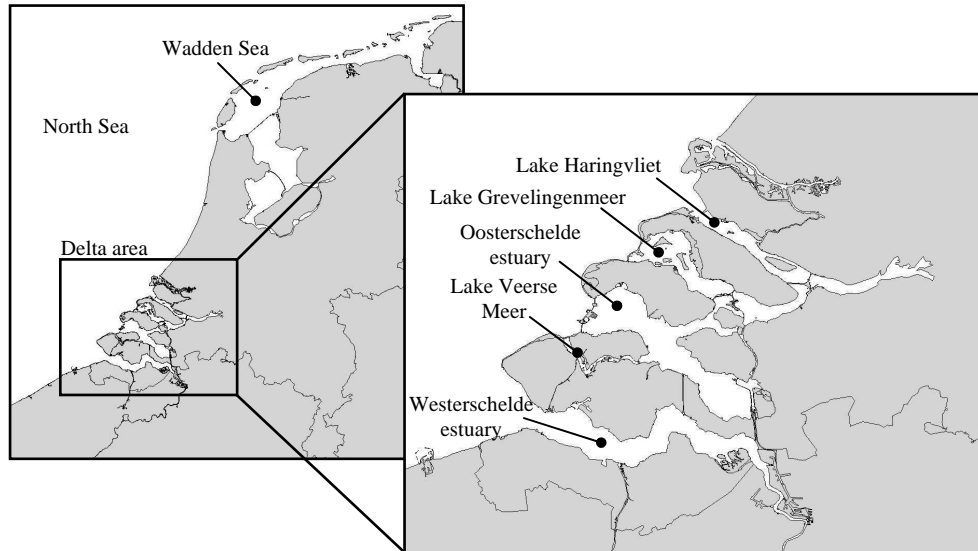 Wadden Sea
North Sea
Delta area
Lake Haringvliet
Lake Grevelingenmeer
Oosterschelde
estuary
Lake Veerse
Meer
Westerschelde
estuary